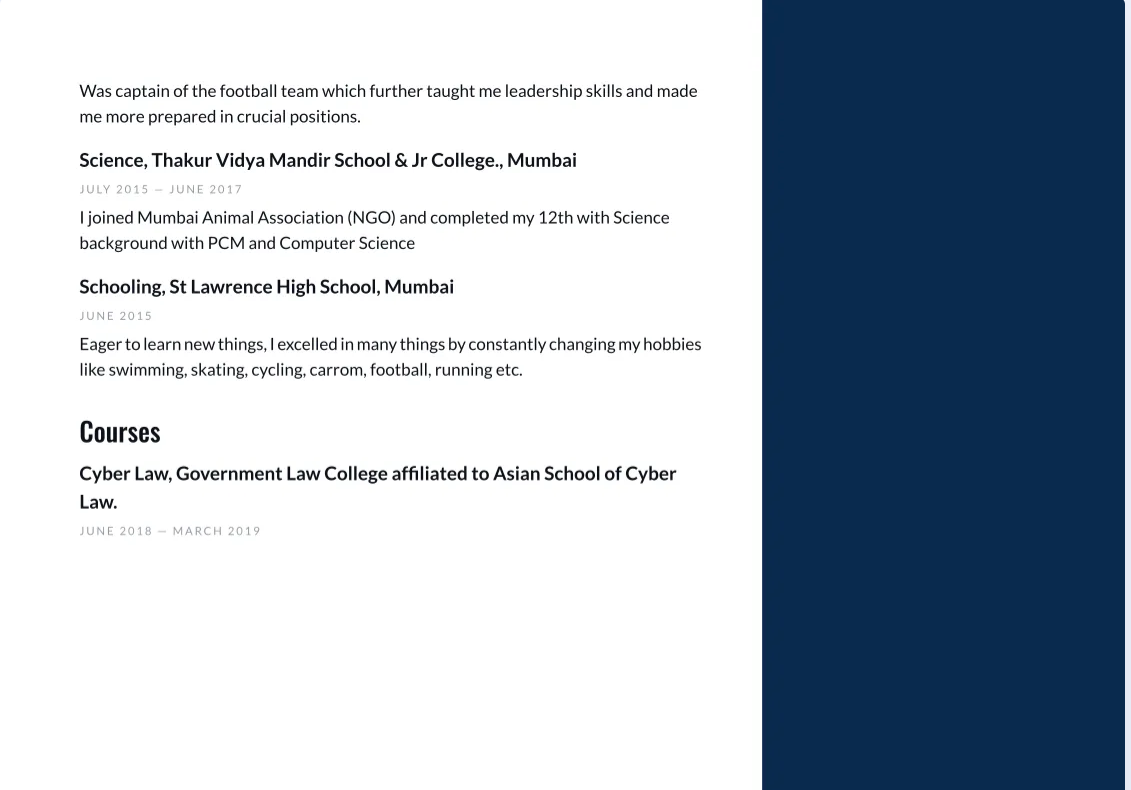 Was captain of the football team which further taught me leadership skills and made
me more prepared in crucial positions.
Science, Thakur Vidya Mandir School & Jr College., Mumbai
JULY 2015 — JUNE 2017
I joined Mumbai Animal Association (NGO) and completed my 12th with Science
background with PCM and Computer Science
Schooling, St Lawrence High School, Mumbai
JUNE 2015
Eager to learn new things, I excelled in many things by constantly changing my hobbies
like swimming, skating, cycling, carrom, football, running etc.
Courses
Cyber Law, Government Law College affiliated to Asian School of Cyber
Law.
JUNE 2018 — MARCH 2019